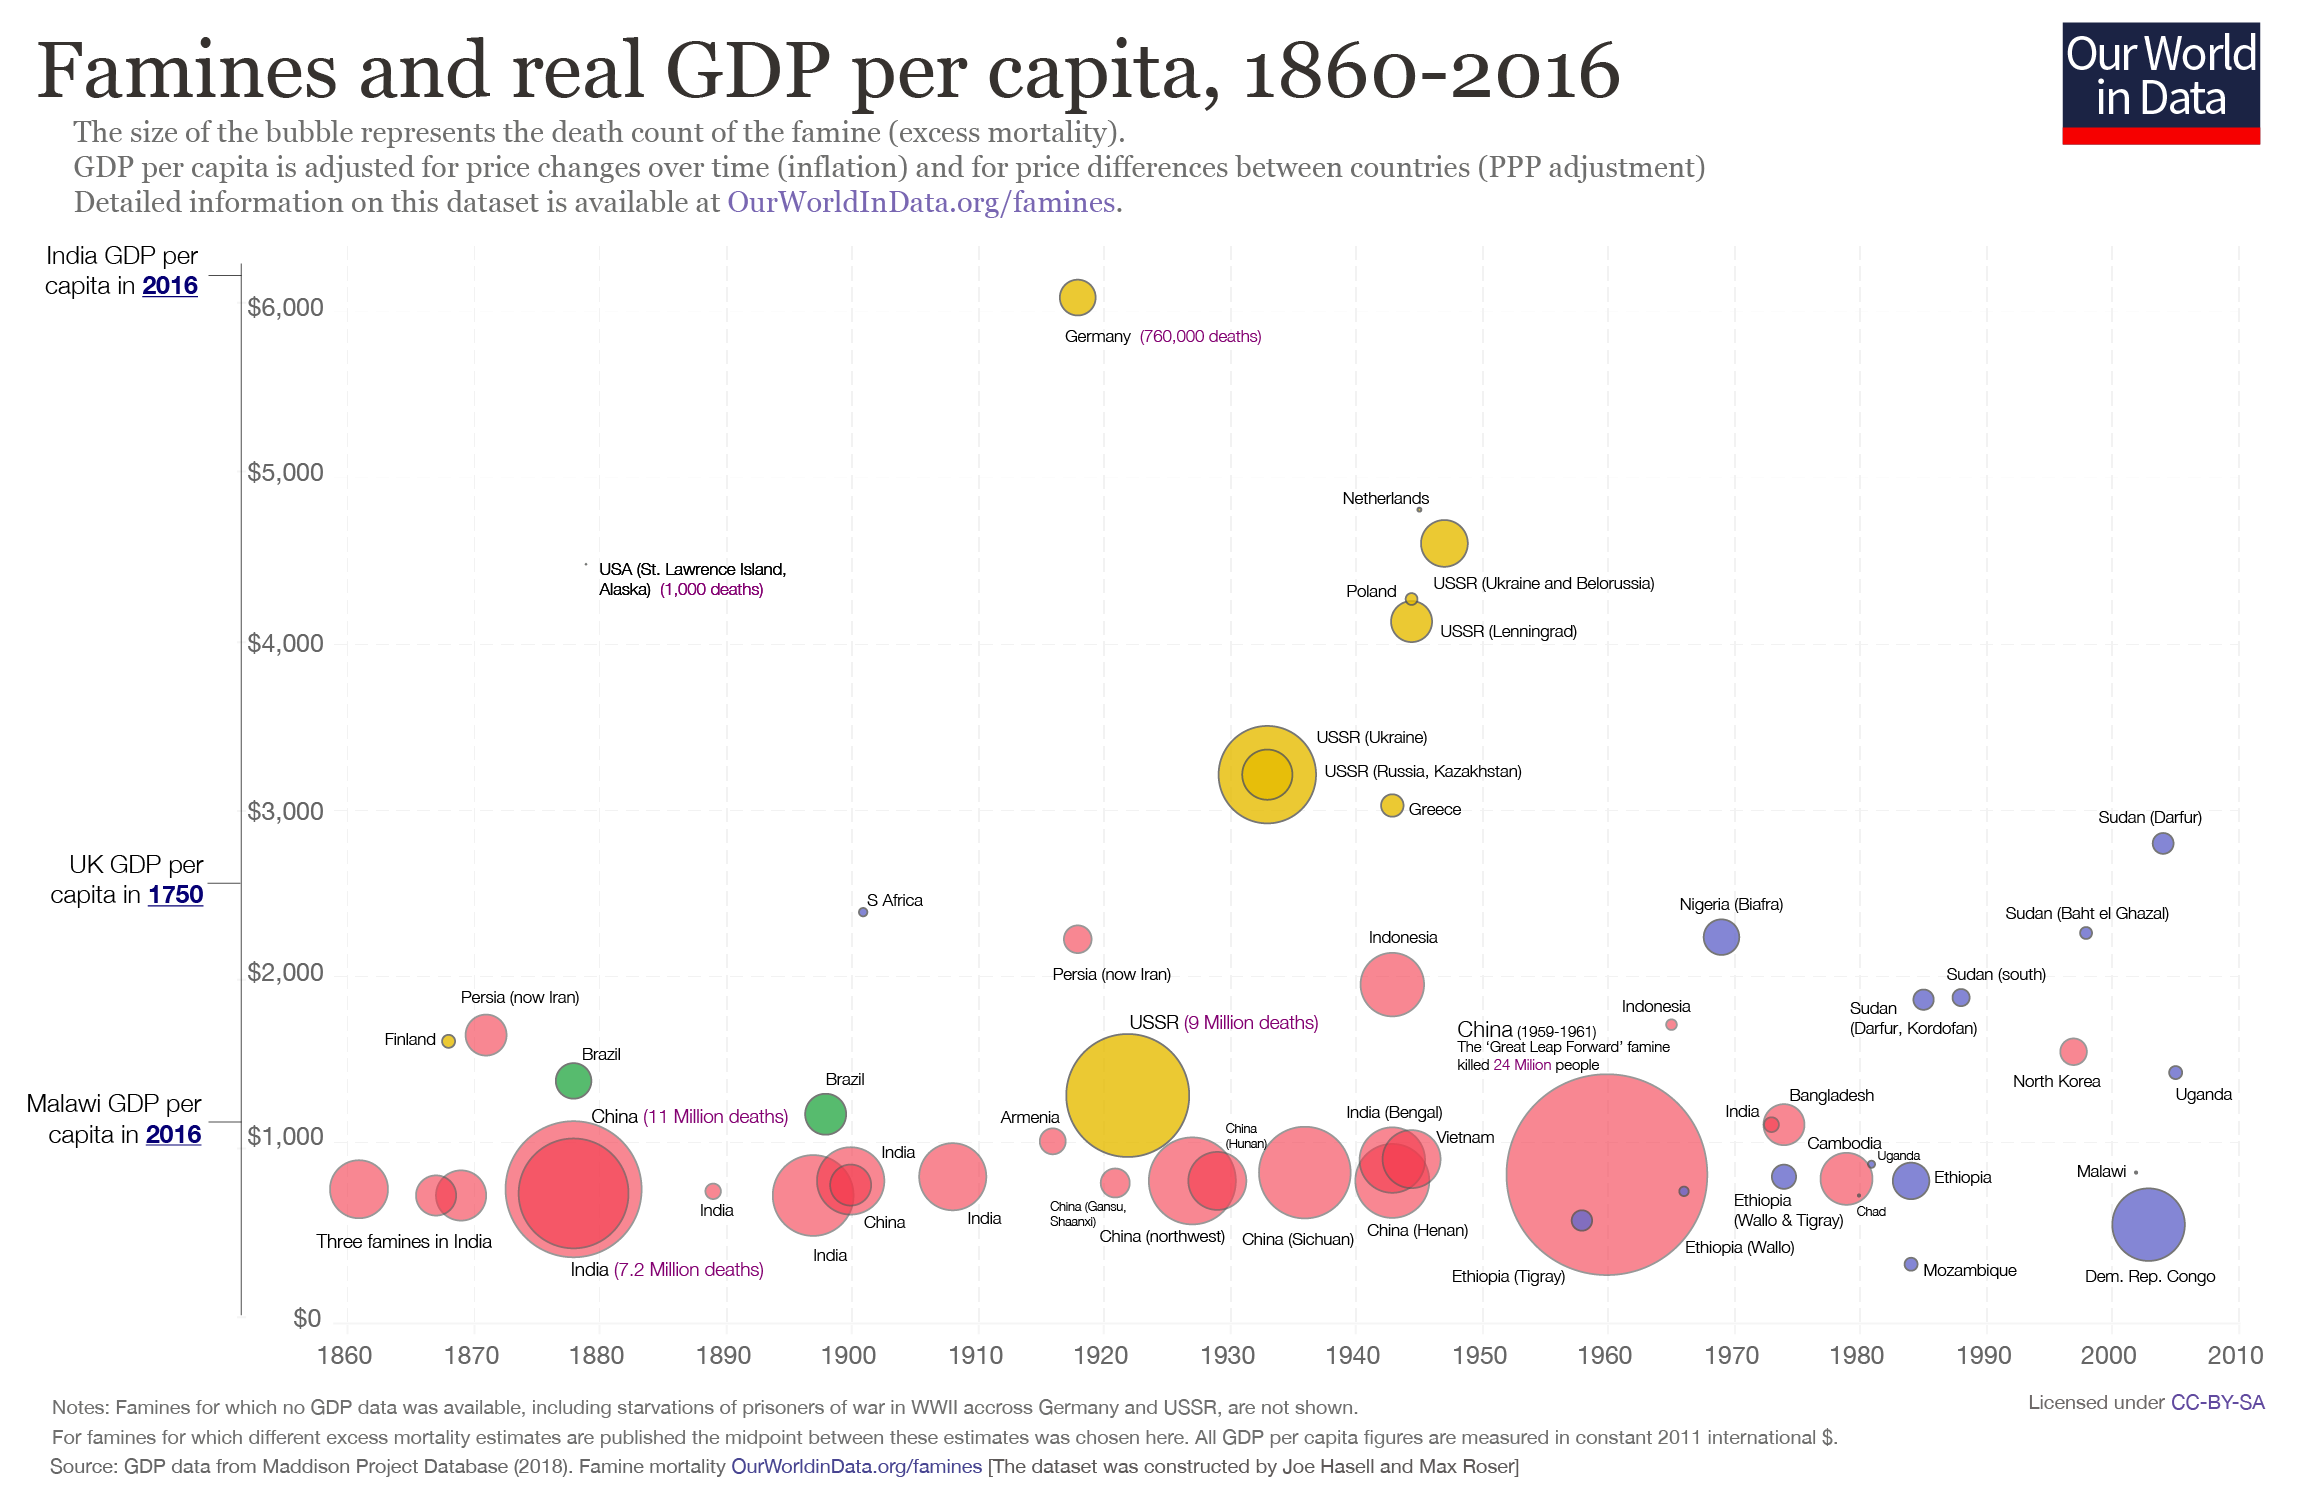 Famines and real GDP per capita, 1860-2016
Our World
in Data
The size of the bubble represents the death count of the famine (excess mortality).
GDP per capita is adjusted for price changes over time (inflation) and for price differences between countries (PPP adjustment)
Detailed information on this dataset is available at OurWorldInData.org/famines.
India GDP per
capita in 2016
$6,000
Germany (760,000 deaths)
$5,000
Netherlands
USA (St. Lawrence Island,
Alaska) (1,000 deaths)
USSR (Ukraine and Belorussia)
Poland
USSR (Lenningrad)
$4,000
USSR (Ukraine)
USSR (Russia, Kazakhstan)
$3,000
Greece
Sudan (Darfur)
UK GDP per
capita in 1750
S Africa
Nigeria (Biafra)
Sudan (Baht el Ghazal)
Indonesia
$2,000
Persia (now Iran)
Sudan (south)
Persia (now Iran)
Indonesia
Sudan
(Darfur, Kordofan)
USSR (9 Million deaths)
China (1959-1961)
The ‘Great Leap Forward’ famine
killed 24 Milion people
Finland
Brazil
Brazil
North Korea
Uganda
Malawi GDP per
capita in 2016
China (11 Million deaths)
Armenia
India (Bengal)
India
Bangladesh
$1,000
China
(Hunan)
Vietnam
Cambodia
Uganda
India
Malawi
Ethiopia
India
China (Gansu,
Shaanxi)
Ethiopia
(Wallo & Tigray)
Chad
China
India
Three famines in India
China (northwest)
China (Sichuan)
China (Henan)
Ethiopia (Wallo)
India
India (7.2 Million deaths)
Ethiopia (Tigray)
Mozambique
Dem. Rep. Congo
$0
1860 1870 1880 1890 1900 1910 1920 1930 1940 1950 1960 1970 1980 1990 2000 2010
Notes: Famines for which no GDP data was available, including starvations of prisoners of war in WWII accross Germany and USSR, are not shown.
Licensed under CC-BY-SA
For famines for which different excess mortality estimates are published the midpoint between these estimates was chosen here. All GDP per capita figures are measured in constant 2011 international $.
Source: GDP data from Maddison Project Database (2018). Famine mortality OurWorldinData.org/famines [The dataset was constructed by Joe Hasell and Max Roser]